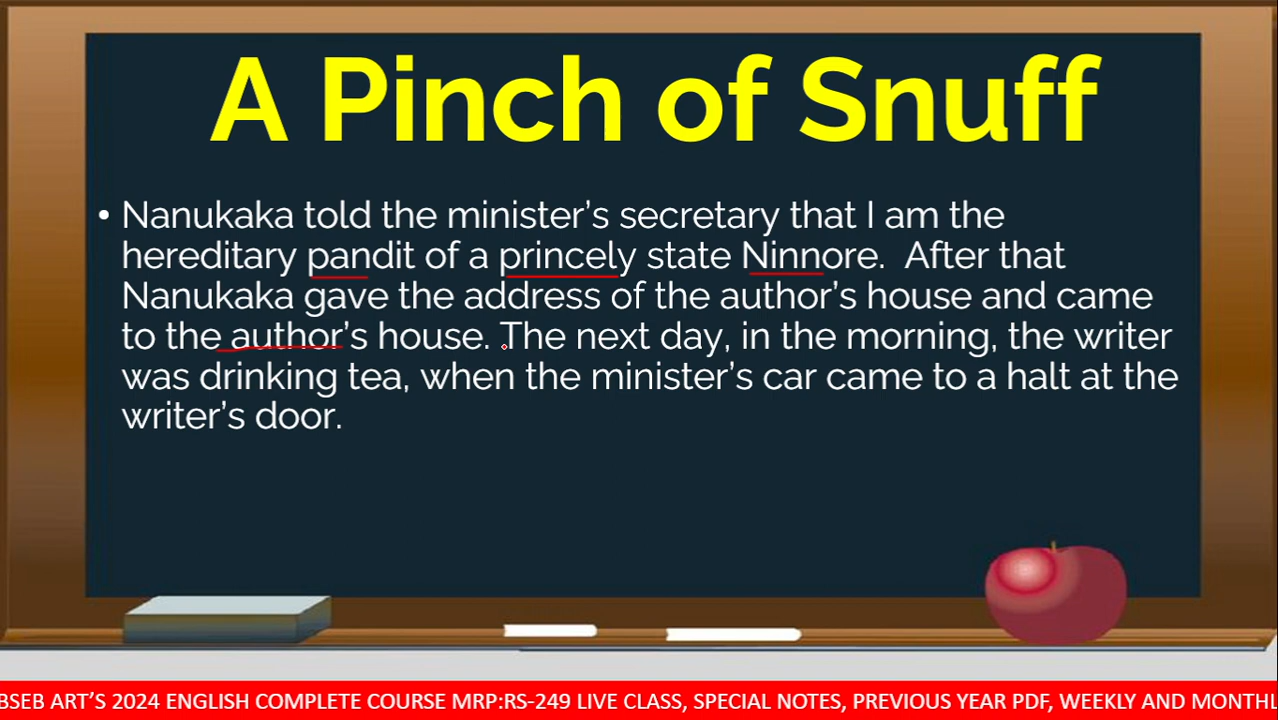 A Pinch of Snuff
• Nanukaka told the minister's secretary that I am the
hereditary pandit of a princely state Ninnore.  After that
Nanukaka gave the address of the author's house and came
to the author's house. The next day, in the morning, the writer
was drinking tea, when the minister's car came to a halt at the
writer's door.
BSEB ART'S 2024 ENGLISH COMPLETE COURSE MRP:RS-249 LIVE CLASS, SPECIAL NOTES, PREVIOUS YEAR PDF, WEEKLY AND MONTHL